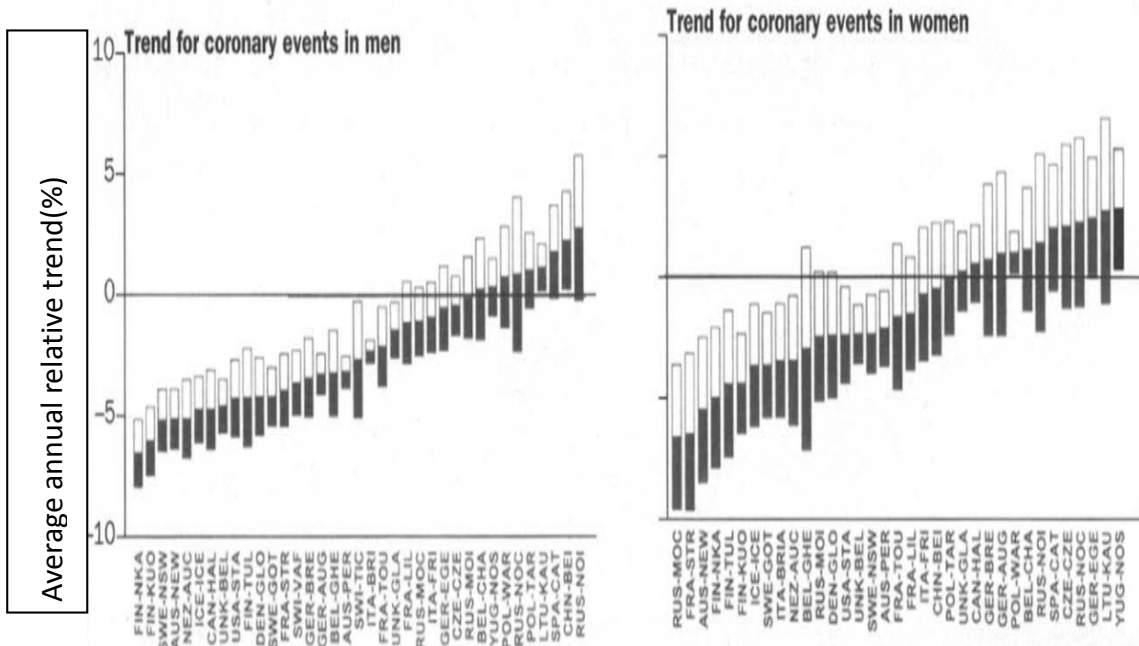 Trend for coronary events in men
Average annual relative trend(%)
10
5
0
-5
-10
FIN-NKA
FIN-KUO
SWE-NSW
AUS-NEW
NEZ-AUC
ICE-ICE
CAN-HAL
UNK-BEL
USA-STA
FIN-TUL
DEN-GLO
SWE-GOT
FRA-STR
SWI-VAF
GER-BRE
GER-AUG
BEL-GHE
AUS-PER
SWI-TIC
ITA-BRI
FRA-TOU
UNK-GLA
FRA-LIL
RUS-MOC
ITA-FRI
GER-EGE
CZE-CZE
RUS-MOI
BEL-CHA
YUG-NOS
POL-WAR
RUS-NOC
POL-TAR
LTU-KAU
SPA-CAT
CHN-BEI
RUS-NOI
Trend for coronary events in women
RUS-MOC
FRA-STR
AUS-NEW
FIN-NKA
FIN-TUL
FIN-KUO
ICE-ICE
SWE-GOT
ITA-BRIA
NEZ-AUC
BEL-GHE
RUS-MOI
DEN-GLO
USA-STA
UNK-BEL
SWE-NSW
AUS-PER
FRA-TOU
FRA-LIL
ITA-FRI
CHN-BEI
POL-TAR
UNK-GLA
CAN-HAL
GER-BRE
GER-AUG
POL-WAR
BEL-CHA
RUS-NOI
SPA-CAT
CZE-CZE
RUS-NOC
GER-EGE
LTU-KAU
YUG-NOS